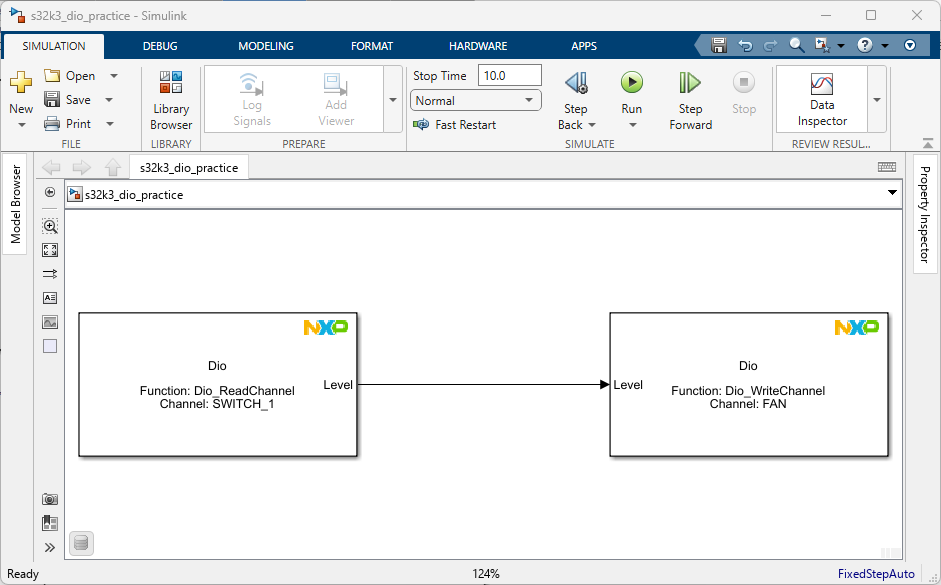 s32k3_dio_practice - Simulink
SIMULATION
DEBUG
MODELING
FORMAT
HARDWARE
APPS
New
Open
Save
Print
FILE
Library
Browser
LIBRARY
Log
Signals
Add
Viewer
PREPARE
Stop Time
10.0
Normal
Fast Restart
Step
Back
Run
Step
Forward
Stop
SIMULATE
Data
Inspector
REVIEW RESUL...
Model Browser
s32k3_dio_practice
s32k3_dio_practice
Property Inspector
NXP
Dio
Function: Dio_ReadChannel
Channel: SWITCH_1
Level
NXP
Dio
Level
Function: Dio_WriteChannel
Channel: FAN
Ready
124%
FixedStepAuto